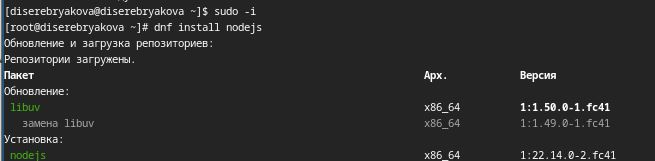 [diserebryakova@diserebryakova ~]$ sudo -i
[root@diserebryakova ~]# dnf install nodejs
Обновление и загрузка репозиториев:
Репозитории загружены.
Пакет Арх. Версия
Обновление:
libuv x86_64 1:1.50.0-1.fc41
замена libuv x86_64 1:1.49.0-1.fc41
Установка:
nodejs x86_64 1:22.14.0-2.fc41